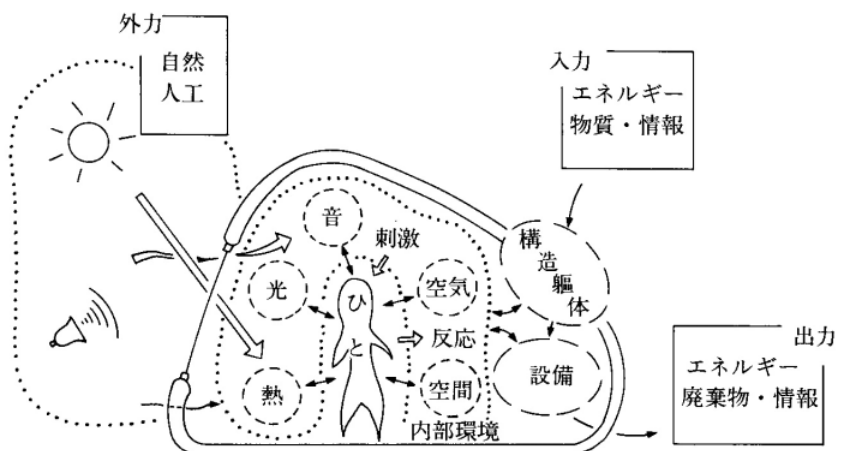 外力
自然
人工
入力
エネルギー
物質・情報
音
刺激
構造躯体
光
ひと
空気
反応
熱
空間
設備
内部環境
出力
エネルギー
廃棄物・情報